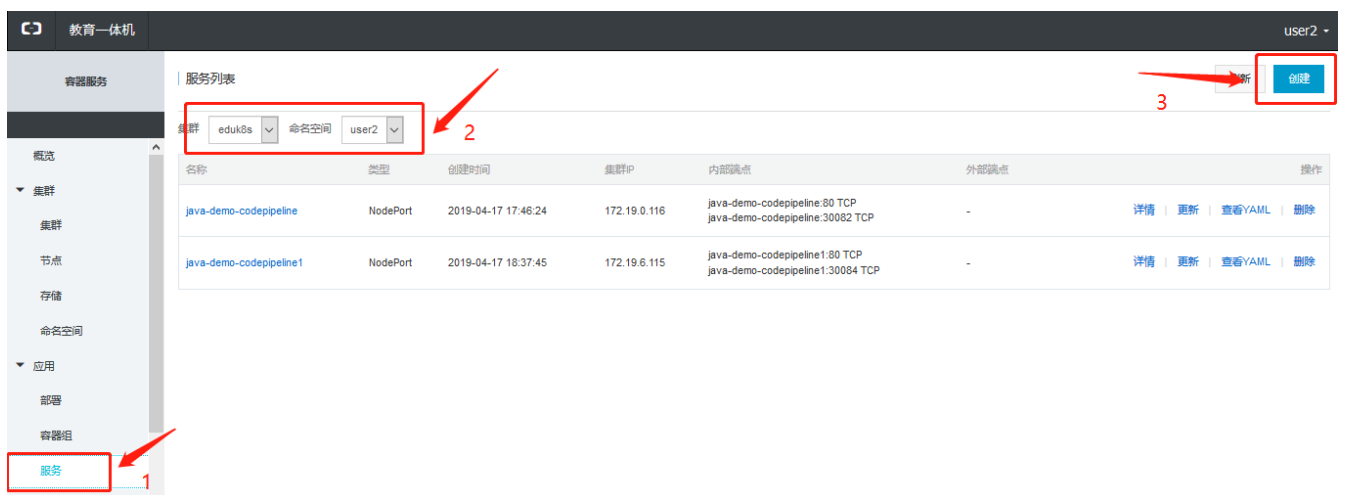 教育一体机
user2
容器服务
服务列表
创建
3
集群 eduk8s 命名空间 user2
2
概览
集群
集群
节点
存储
命名空间
应用
部署
容器组
服务
1
名称 类型 创建时间 集群IP 内部端点 外部端点 操作
java-demo-codepipeline NodePort 2019-04-17 17:46:24 172.19.0.116 java-demo-codepipeline:80 TCP
java-demo-codepipeline:30082 TCP - 详情 更新 查看YAML 删除
java-demo-codepipeline1 NodePort 2019-04-17 18:37:45 172.19.6.115 java-demo-codepipeline1:80 TCP
java-demo-codepipeline1:30084 TCP - 详情 更新 查看YAML 删除